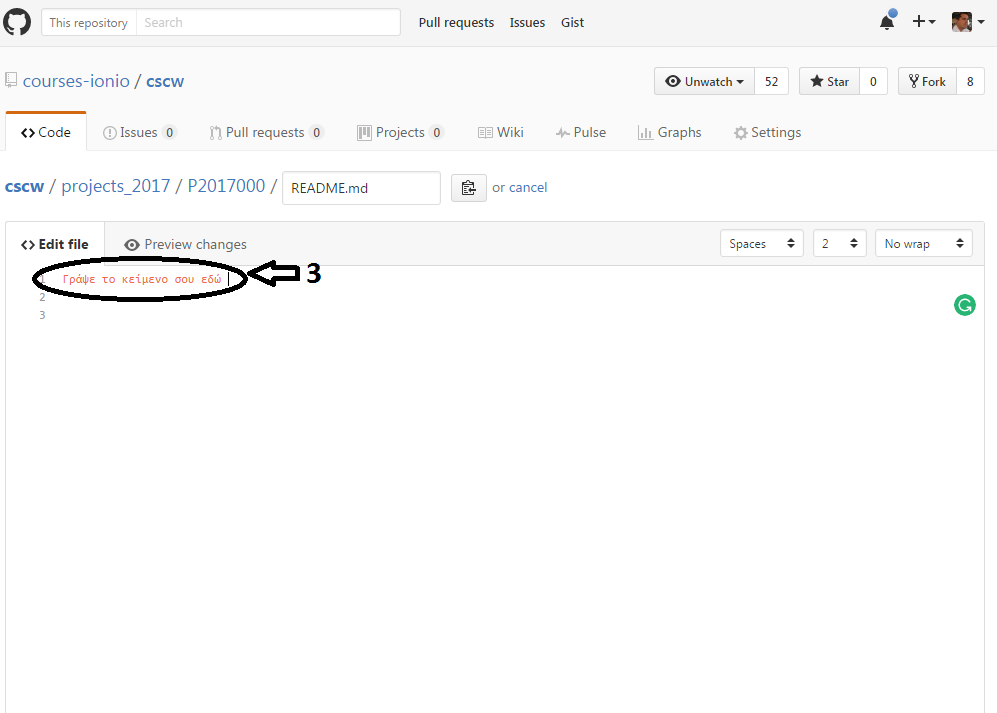 This repository Search Pull requests Issues Gist
courses-ionio / cscw Unwatch 52 Star 0 Fork 8
Code Issues 0 Pull requests 0 Projects 0 Wiki Pulse Graphs Settings
cscw / projects_2017 / P2017000 / README.md or cancel
Edit file Preview changes Spaces 2 No wrap
1 Γράψε το κείμενο σου εδώ 3
2
3